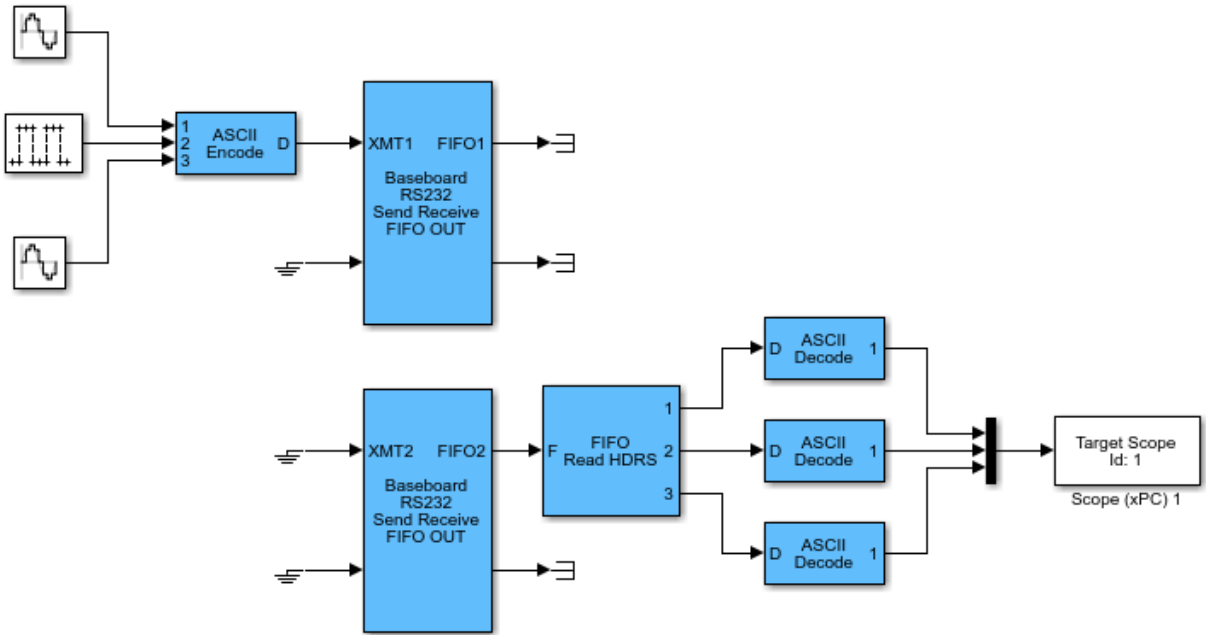 1
2
3
ASCII
Encode
D
XMT1
FIFO1
Baseboard
RS232
Send Receive
FIFO OUT
XMT2
FIFO2
Baseboard
RS232
Send Receive
FIFO OUT
F
FIFO
Read HDRS
1
2
3
D
ASCII
Decode
1
D
ASCII
Decode
1
D
ASCII
Decode
1
Target Scope
Id: 1
Scope (xPC) 1